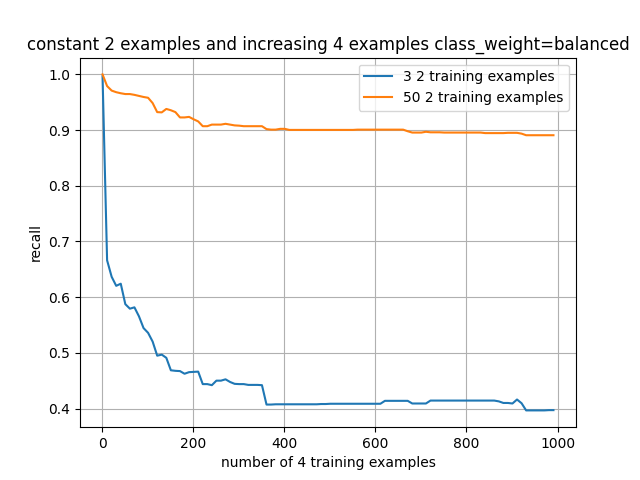 constant 2 examples and increasing 4 examples class_weight=balanced
3 2 training examples
50 2 training examples
recall
1.0
0.9
0.8
0.7
0.6
0.5
0.4
0 200 400 600 800 1000
number of 4 training examples